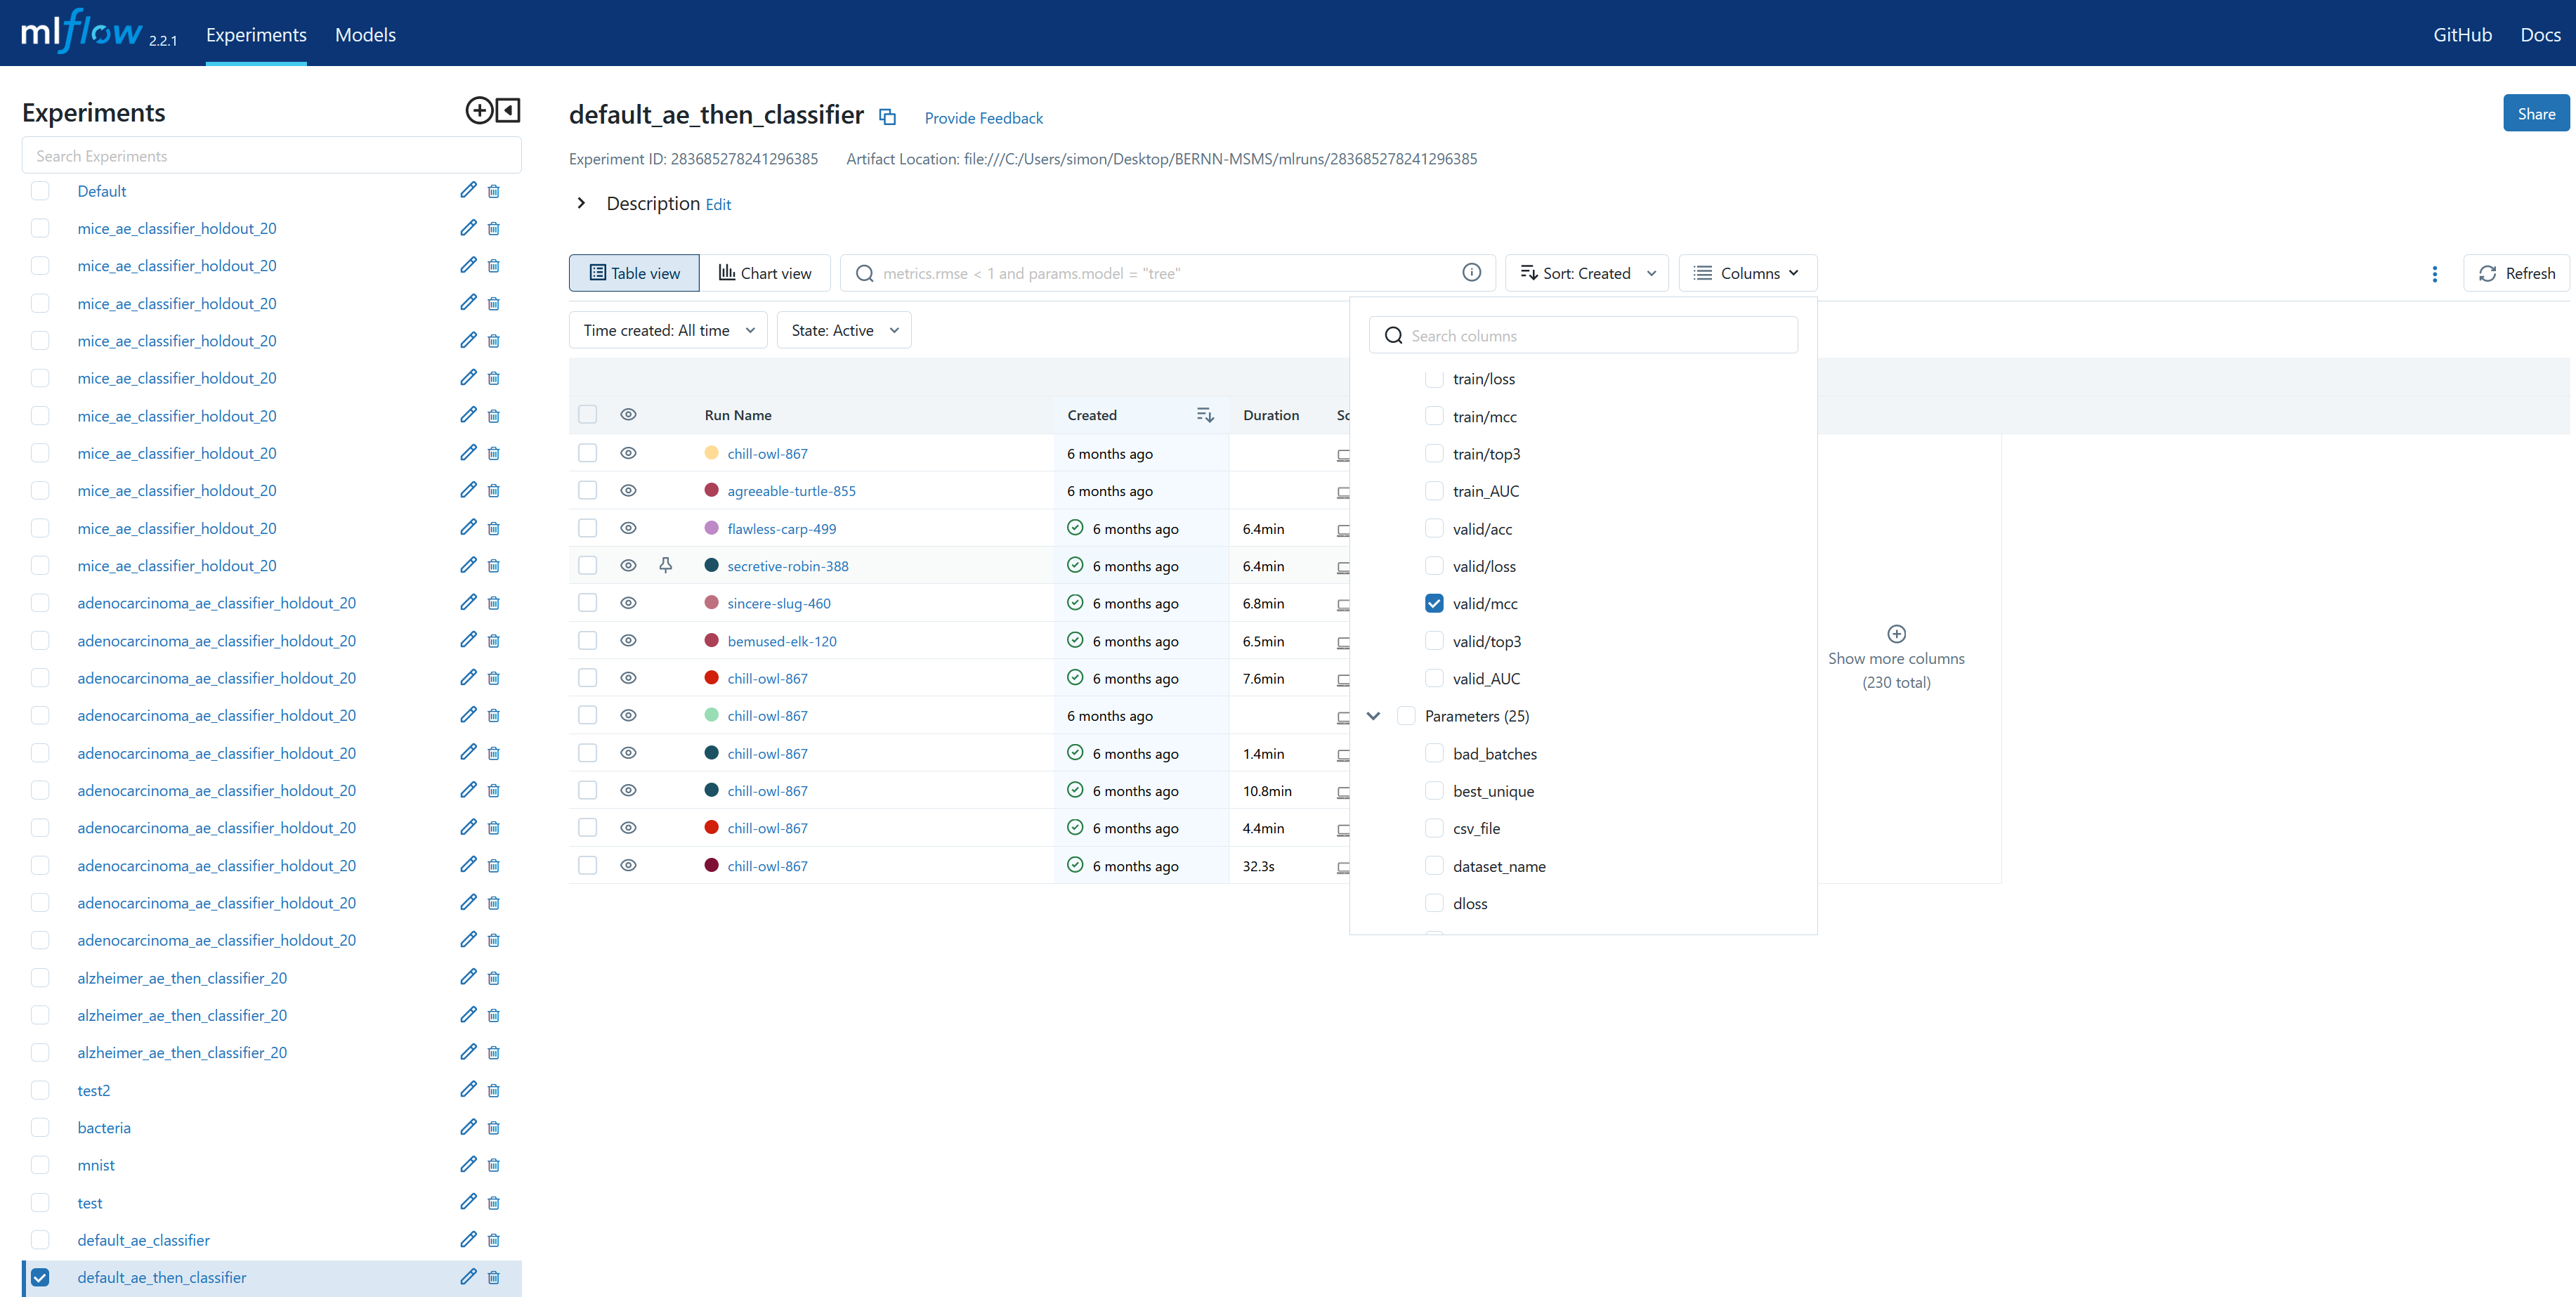 mlflow 2.2.1 Experiments Models GitHub Docs
Experiments
Search Experiments
Default
mice_ae_classifier_holdout_20
mice_ae_classifier_holdout_20
mice_ae_classifier_holdout_20
mice_ae_classifier_holdout_20
mice_ae_classifier_holdout_20
mice_ae_classifier_holdout_20
mice_ae_classifier_holdout_20
mice_ae_classifier_holdout_20
mice_ae_classifier_holdout_20
mice_ae_classifier_holdout_20
adenocarcinoma_ae_classifier_holdout_20
adenocarcinoma_ae_classifier_holdout_20
adenocarcinoma_ae_classifier_holdout_20
adenocarcinoma_ae_classifier_holdout_20
adenocarcinoma_ae_classifier_holdout_20
adenocarcinoma_ae_classifier_holdout_20
adenocarcinoma_ae_classifier_holdout_20
adenocarcinoma_ae_classifier_holdout_20
adenocarcinoma_ae_classifier_holdout_20
adenocarcinoma_ae_classifier_holdout_20
alzheimer_ae_then_classifier_20
alzheimer_ae_then_classifier_20
alzheimer_ae_then_classifier_20
test2
bacteria
mnist
test
default_ae_classifier
default_ae_then_classifier
default_ae_then_classifier Provide Feedback Share
Experiment ID: 283685278241296385 Artifact Location: file:///C:/Users/simon/Desktop/BERNN-MSMS/mlruns/283685278241296385
Description Edit
Table view Chart view metrics.rmse < 1 and params.model = "tree" Sort: Created Columns Refresh
Time created: All time State: Active
Run Name Created Duration Sc
chill-owl-867 6 months ago
agreeable-turtle-855 6 months ago
flawless-carp-499 6 months ago 6.4min
secretive-robin-388 6 months ago 6.4min
sincere-slug-460 6 months ago 6.8min
bemused-elk-120 6 months ago 6.5min
chill-owl-867 6 months ago 7.6min
chill-owl-867 6 months ago
chill-owl-867 6 months ago 1.4min
chill-owl-867 6 months ago 10.8min
chill-owl-867 6 months ago 4.4min
chill-owl-867 6 months ago 32.3s
Search columns
train/loss
train/mcc
train/top3
train_AUC
valid/acc
valid/loss
valid/mcc
valid/top3
valid_AUC
Parameters (25)
bad_batches
best_unique
csv_file
dataset_name
dloss
Show more columns
(230 total)